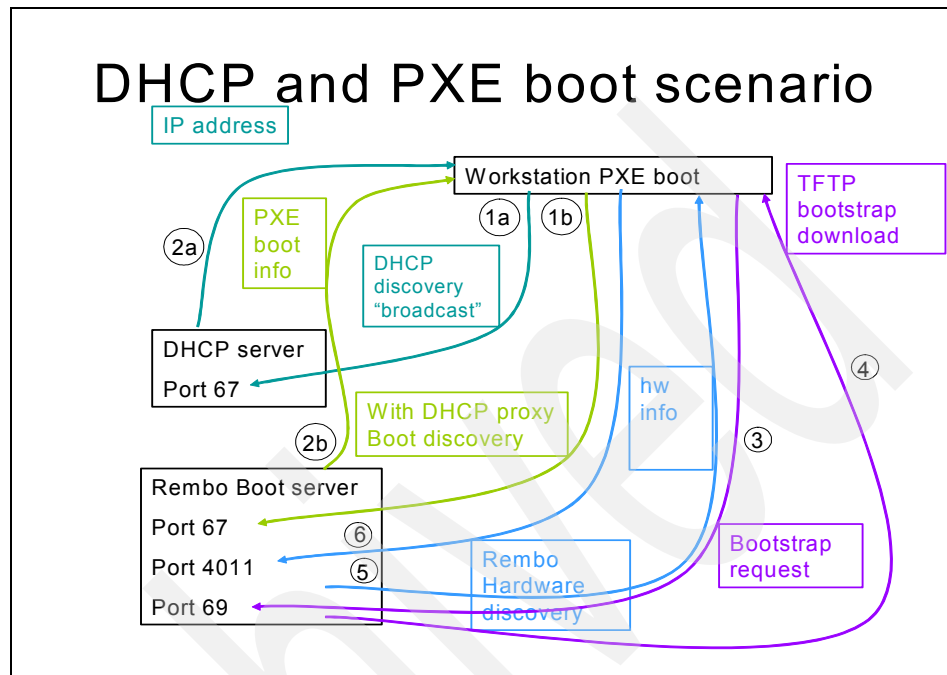 DHCP and PXE boot scenario
IP address
Workstation PXE boot
TFTP
bootstrap
download
1a
1b
2a
PXE
boot
info
DHCP
discovery
“broadcast”
DHCP server
Port 67
4
hw
info
With DHCP proxy
Boot discovery
2b
3
Rembo Boot server
Port 67
6
Port 4011
5
Port 69
Rembo
Hardware
discovery
Bootstrap
request